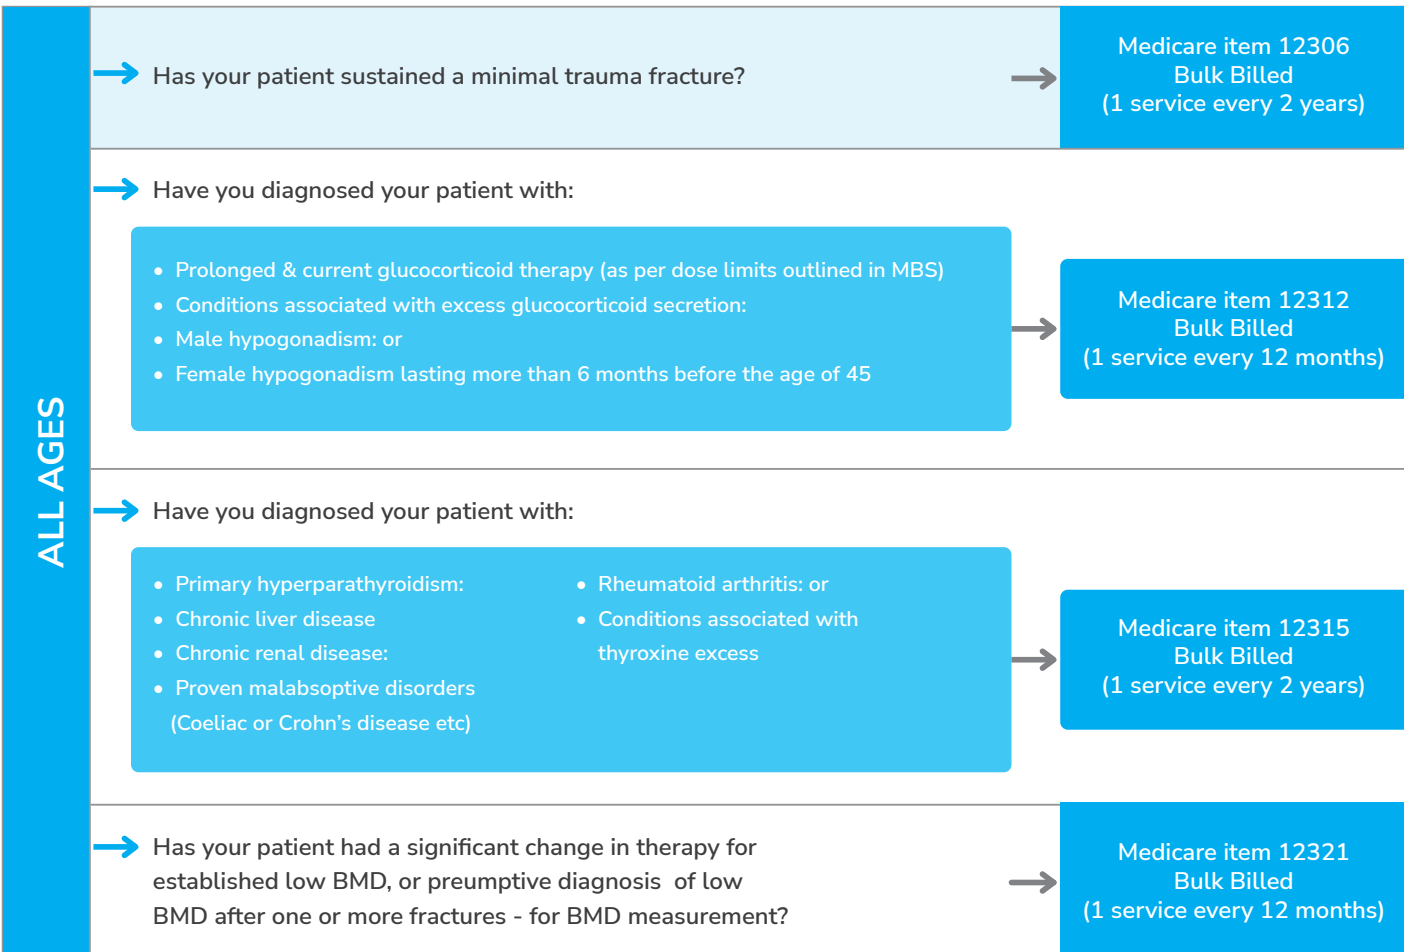 ALL AGES
Has your patient sustained a minimal trauma fracture?
Medicare item 12306
Bulk Billed
(1 service every 2 years)
Have you diagnosed your patient with:
• Prolonged & current glucocorticoid therapy (as per dose limits outlined in MBS)
• Conditions associated with excess glucocorticoid secretion:
• Male hypogonadism: or
• Female hypogonadism lasting more than 6 months before the age of 45
Medicare item 12312
Bulk Billed
(1 service every 12 months)
Have you diagnosed your patient with:
• Primary hyperparathyroidism:
• Chronic liver disease
• Chronic renal disease:
• Proven malabsoptive disorders
(Coeliac or Crohn's disease etc)
• Rheumatoid arthritis: or
• Conditions associated with
thyroxine excess
Medicare item 12315
Bulk Billed
(1 service every 2 years)
Has your patient had a significant change in therapy for
established low BMD, or preumptive diagnosis of low
BMD after one or more fractures - for BMD measurement?
Medicare item 12321
Bulk Billed
(1 service every 12 months)